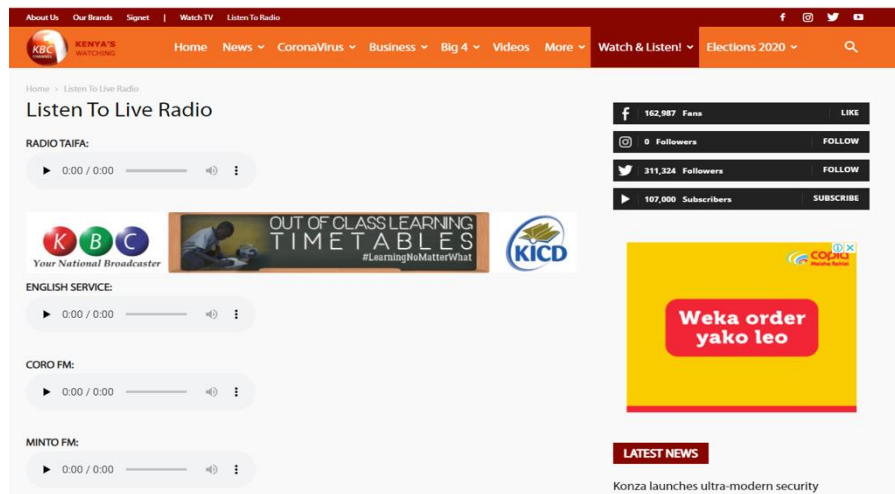 About Us Our Brands Signet | Watch TV Listen To Radio
KBC
CHANNEL
KENYA'S
WATCHING
Home News CoronaVirus Business Big 4 Videos More Watch & Listen! Elections 2020
Home > Listen To Live Radio
Listen To Live Radio
RADIO TAIFA:
0:00 / 0:00
K B C
Your National Broadcaster
OUT OF CLASS LEARNING
TIMETABLES
#LearningNoMatterWhat
KICD
ENGLISH SERVICE:
0:00 / 0:00
CORO FM:
0:00 / 0:00
MINTO FM:
0:00 / 0:00
162,987 Fans LIKE
0 Followers FOLLOW
311,324 Followers FOLLOW
107,000 Subscribers SUBSCRIBE
copia
Maisha Rahisi
Weka order
yako leo
LATEST NEWS
Konza launches ultra-modern security